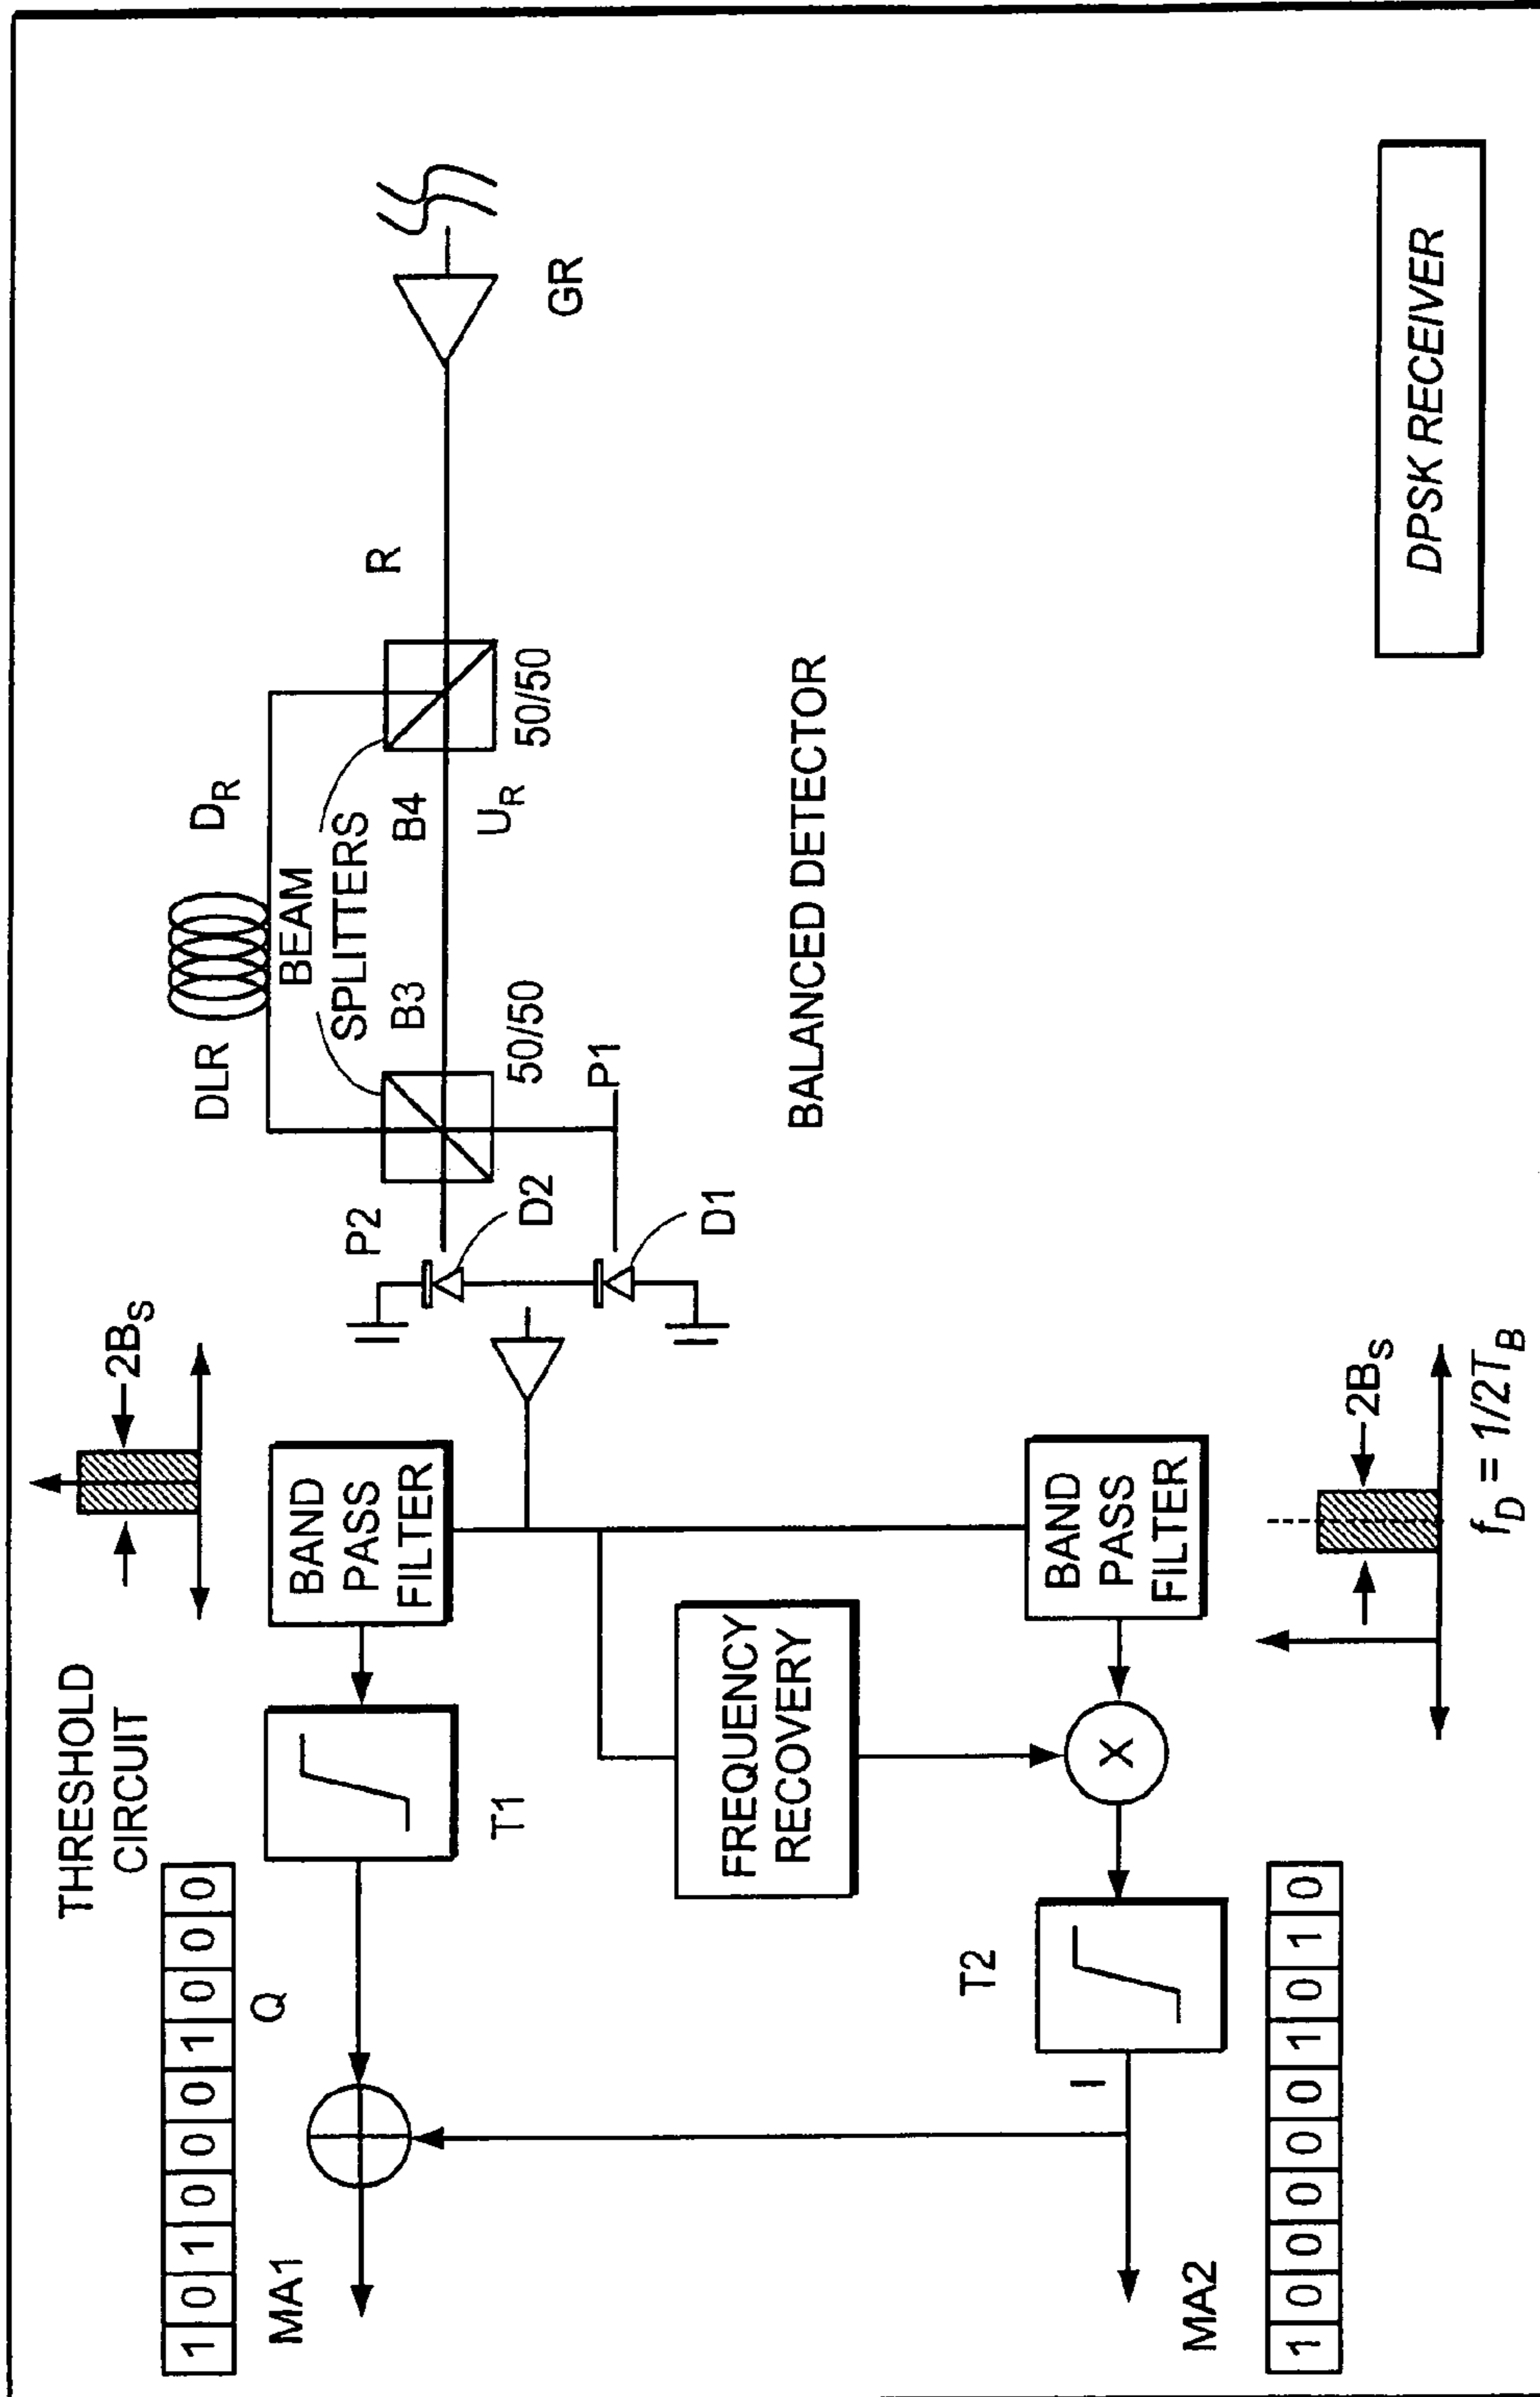 THRESHOLD
CIRCUIT
2B_S
1 0 1 0 0 0 1 0 0 0
Q
MA1
T1
BAND
PASS
FILTER
FREQUENCY
RECOVERY
X
BAND
PASS
FILTER
T2
I
MA2
1 0 0 0 0 0 1 0 1 0
2B_S
f_D = 1/2T_B
P2
D2
D1
P1
DLR
D_R
BEAM
SPLITTERS
B3
B4
50/50
50/50
U_R
R
GR
BALANCED DETECTOR
DPSK RECEIVER